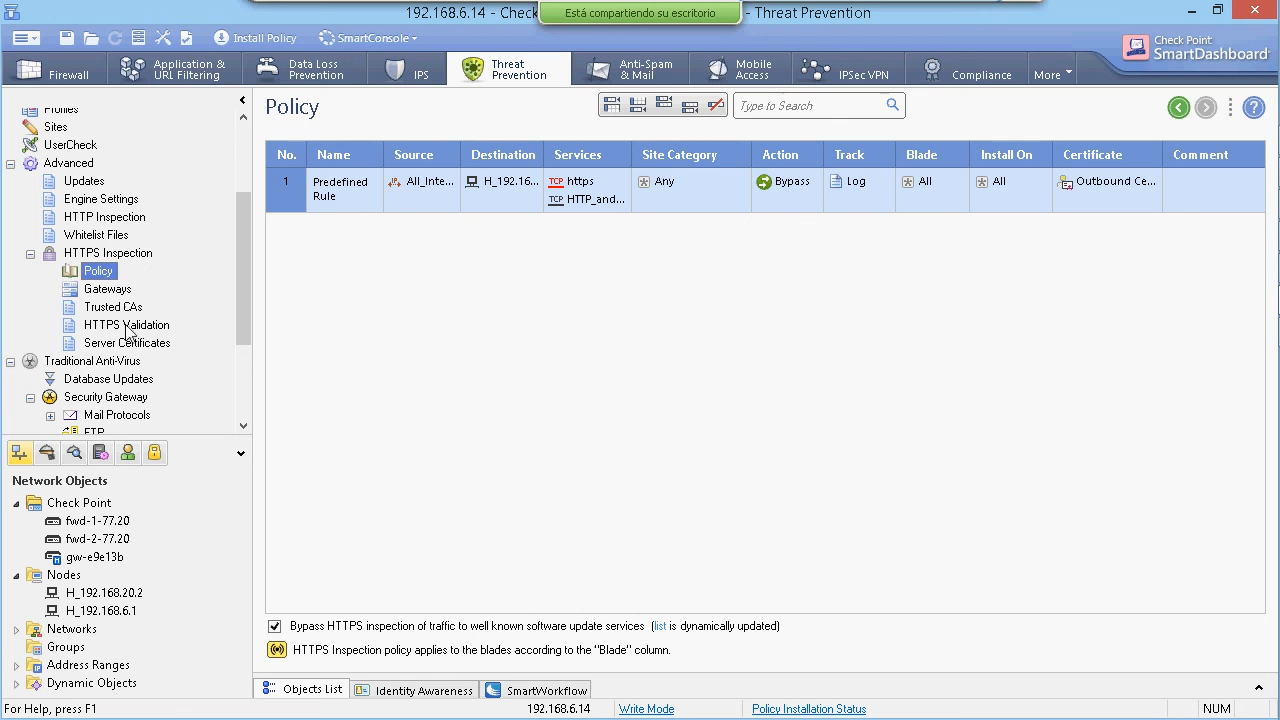 192.168.6.14 - Check
Está compartiendo su escritorio
- Threat Prevention
Install Policy
SmartConsole
Check Point
SmartDashboard
Firewall
Application &
URL Filtering
Data Loss
Prevention
IPS
Threat
Prevention
Anti-Spam
& Mail
Mobile
Access
IPSec VPN
Compliance
More
Profiles
Sites
UserCheck
Advanced
Updates
Engine Settings
HTTP Inspection
Whitelist Files
HTTPS Inspection
Policy
Gateways
Trusted CAs
HTTPS Validation
Server Certificates
Traditional Anti-Virus
Database Updates
Security Gateway
Mail Protocols
FTP
Network Objects
Check Point
fwd-1-77.20
fwd-2-77.20
gw-e9e13b
Nodes
H_192.168.20.2
H_192.168.6.1
Networks
Groups
Address Ranges
Dynamic Objects
Policy
Type to Search
No. Name Source Destination Services Site Category Action Track Blade Install On Certificate Comment
1 Predefined Rule All_Inte... H_192.16... TCP https Any Bypass Log All All Outbound Ce...
TCP HTTP_and...
Bypass HTTPS inspection of traffic to well known software update services (list is dynamically updated)
HTTPS Inspection policy applies to the blades according to the "Blade" column.
Objects List
Identity Awareness
SmartWorkflow
For Help, press F1
192.168.6.14
Write Mode
Policy Installation Status
NUM